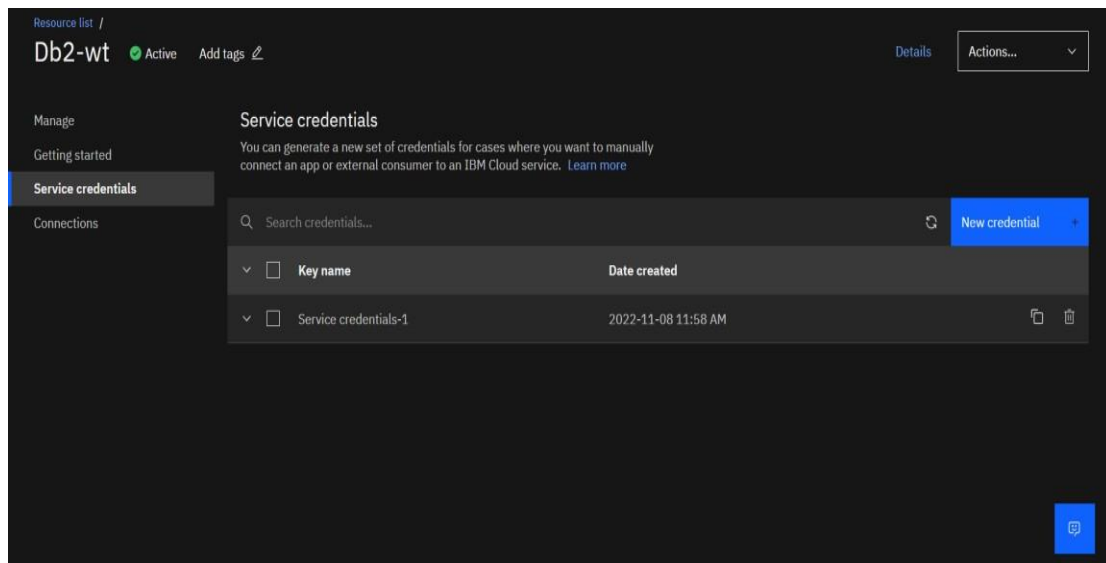 Resource list /
Db2-wt Active Add tags Details Actions...
Manage
Getting started
Service credentials
Connections
Service credentials
You can generate a new set of credentials for cases where you want to manually
connect an app or external consumer to an IBM Cloud service. Learn more
Search credentials... New credential +
Key name Date created
Service credentials-1 2022-11-08 11:58 AM